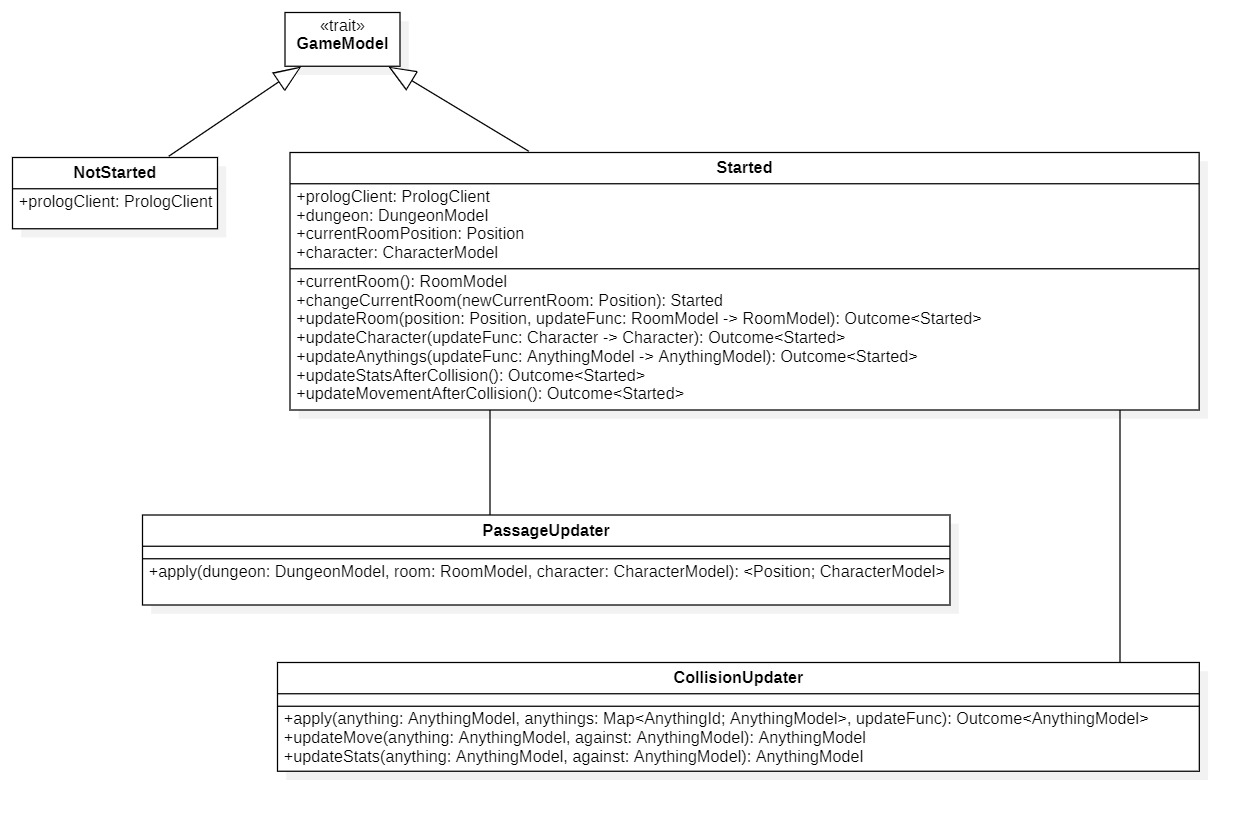 «trait»
GameModel
NotStarted
+prologClient: PrologClient
Started
+prologClient: PrologClient
+dungeon: DungeonModel
+currentRoomPosition: Position
+character: CharacterModel
+currentRoom(): RoomModel
+changeCurrentRoom(newCurrentRoom: Position): Started
+updateRoom(position: Position, updateFunc: RoomModel -> RoomModel): Outcome<Started>
+updateCharacter(updateFunc: Character -> Character): Outcome<Started>
+updateAnythings(updateFunc: AnythingModel -> AnythingModel): Outcome<Started>
+updateStatsAfterCollision(): Outcome<Started>
+updateMovementAfterCollision(): Outcome<Started>
PassageUpdater
+apply(dungeon: DungeonModel, room: RoomModel, character: CharacterModel): <Position; CharacterModel>
CollisionUpdater
+apply(anything: AnythingModel, anythings: Map<AnythingId; AnythingModel>, updateFunc): Outcome<AnythingModel>
+updateMove(anything: AnythingModel, against: AnythingModel): AnythingModel
+updateStats(anything: AnythingModel, against: AnythingModel): AnythingModel